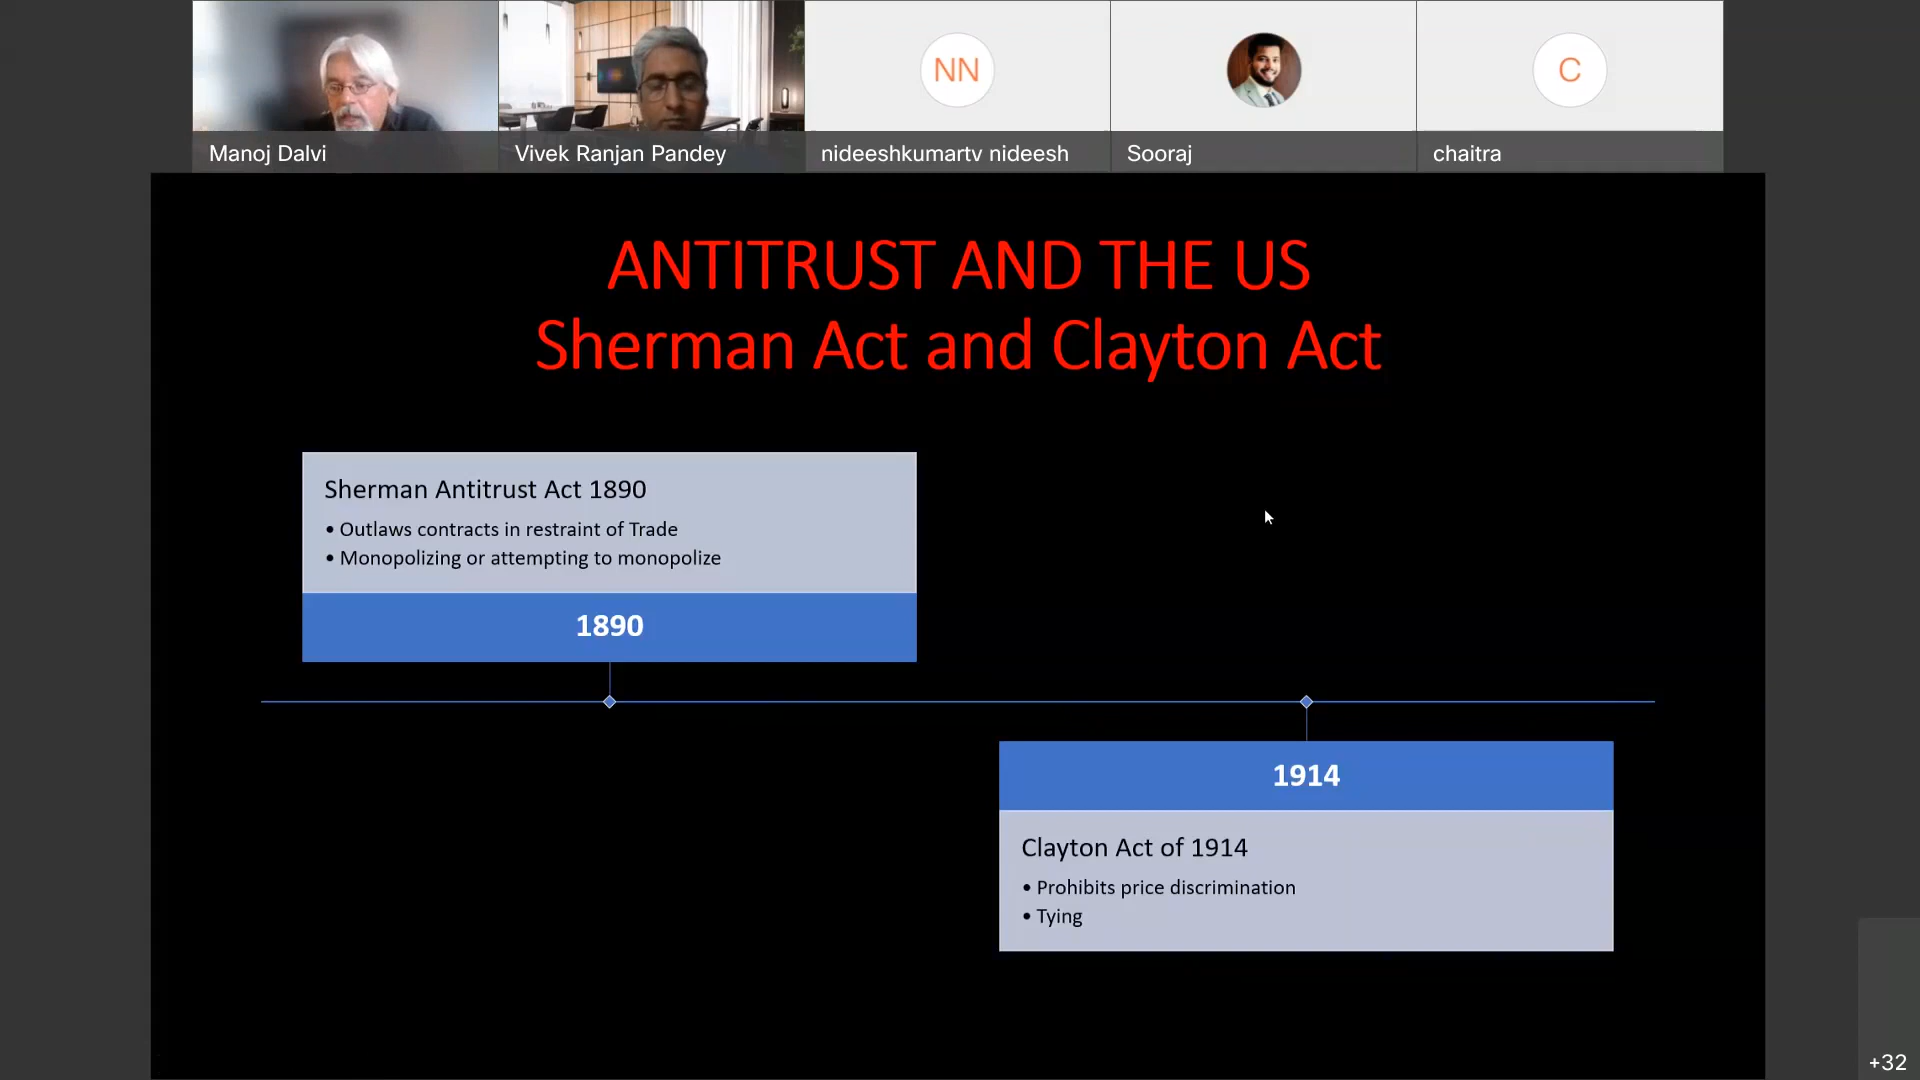 NN
C
Manoj Dalvi
Vivek Ranjan Pandey
nideeshkumartv nideesh
Sooraj
chaitra
ANTITRUST AND THE US
Sherman Act and Clayton Act
Sherman Antitrust Act 1890
• Outlaws contracts in restraint of Trade
• Monopolizing or attempting to monopolize
1890
1914
Clayton Act of 1914
• Prohibits price discrimination
• Tying
+32